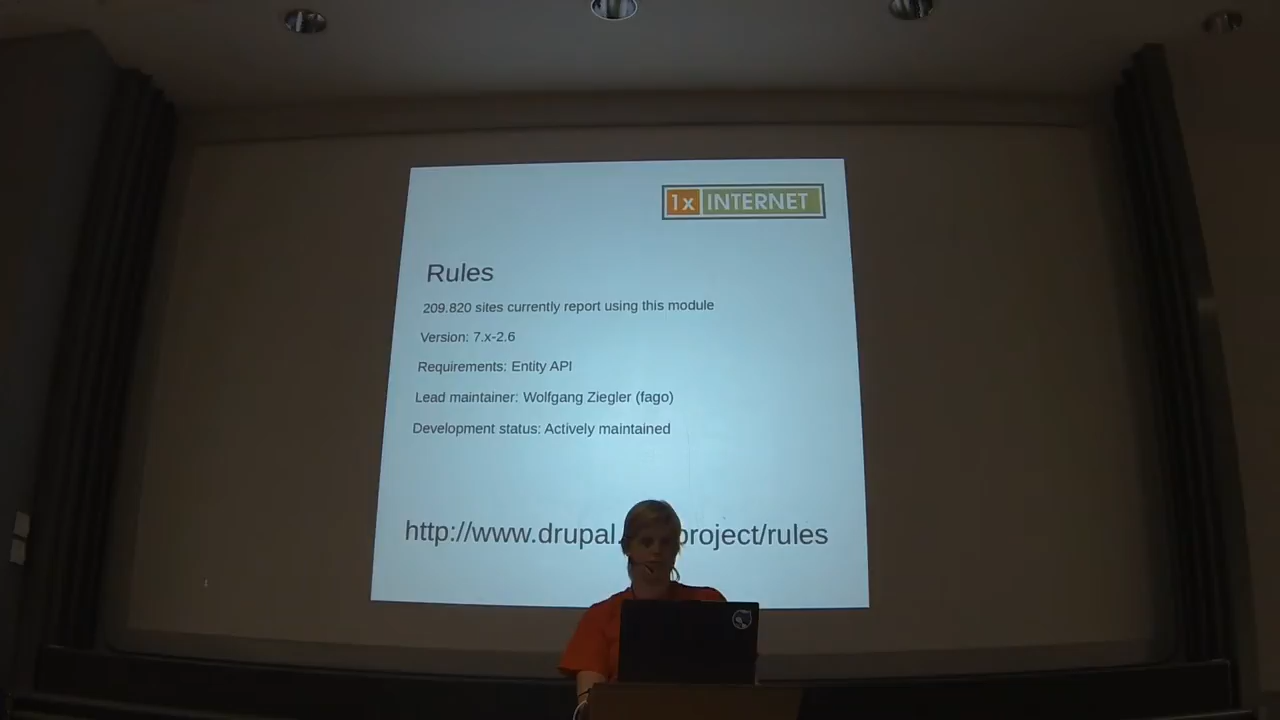 1x INTERNET
Rules
209.820 sites currently report using this module
Version: 7.x-2.6
Requirements: Entity API
Lead maintainer: Wolfgang Ziegler (fago)
Development status: Actively maintained
http://www.drupal. project/rules